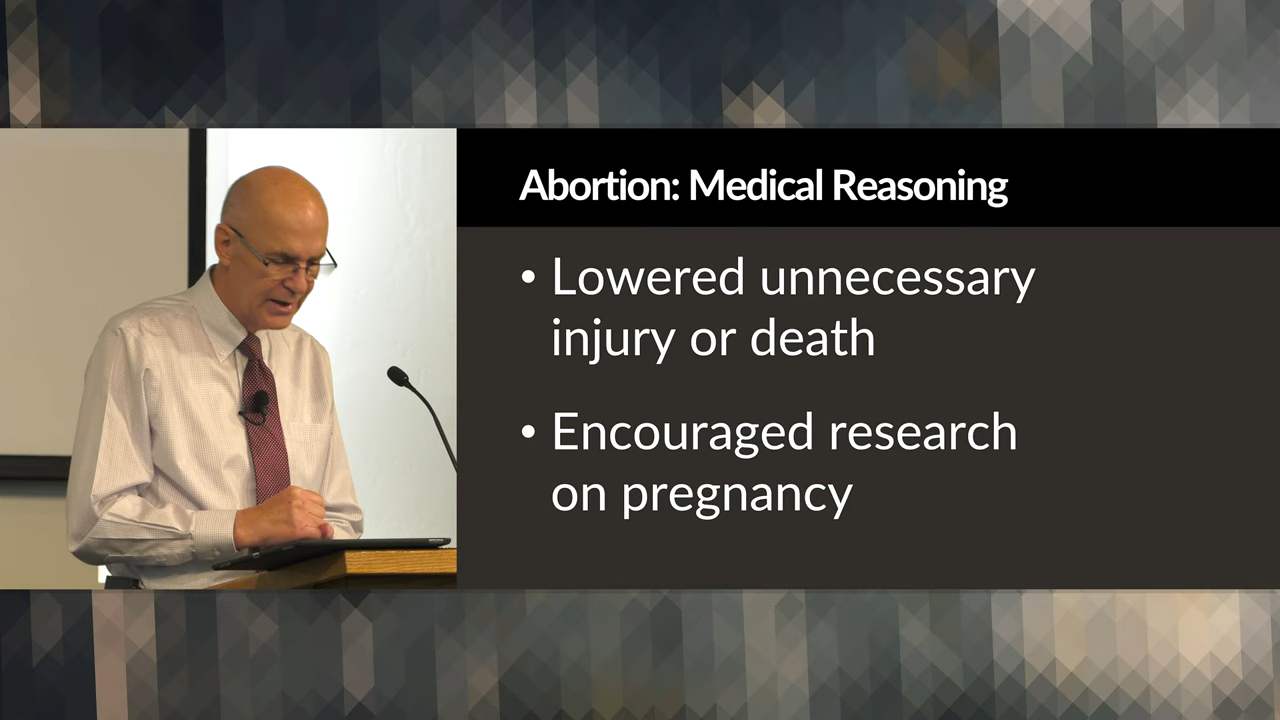 Abortion: Medical Reasoning
• Lowered unnecessary
injury or death
• Encouraged research
on pregnancy